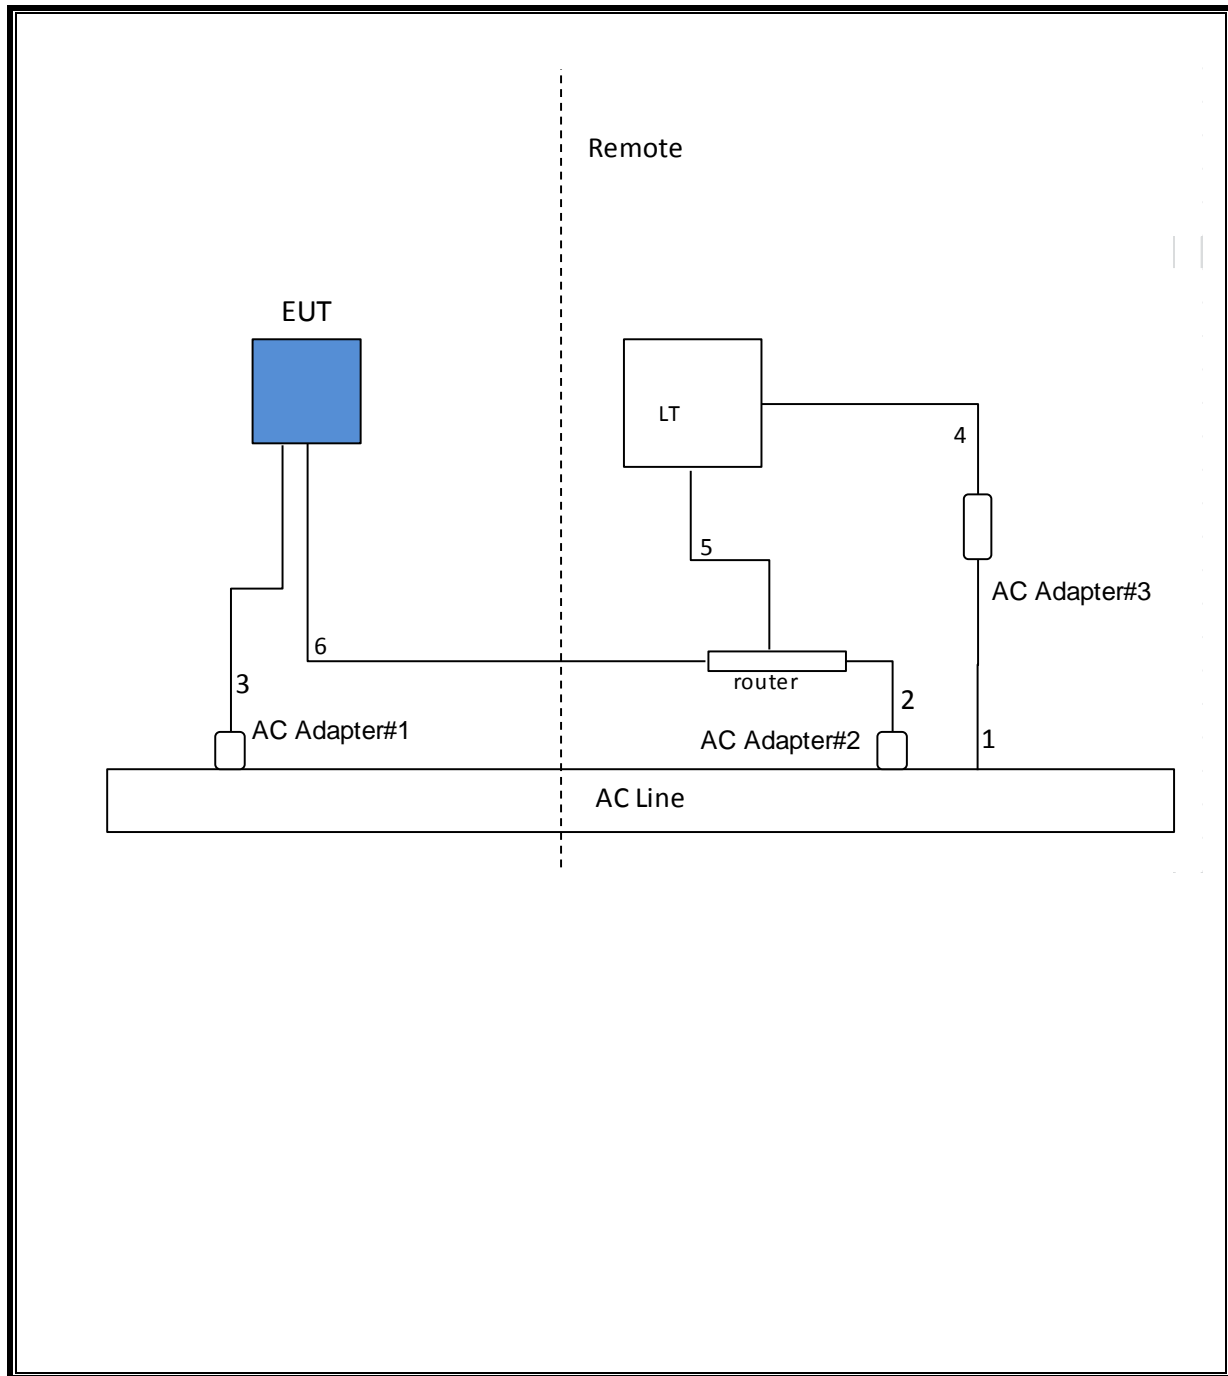 Remote
EUT
LT
4
5
AC Adapter#3
6
router
3
2
AC Adapter#1
AC Adapter#2
1
AC Line